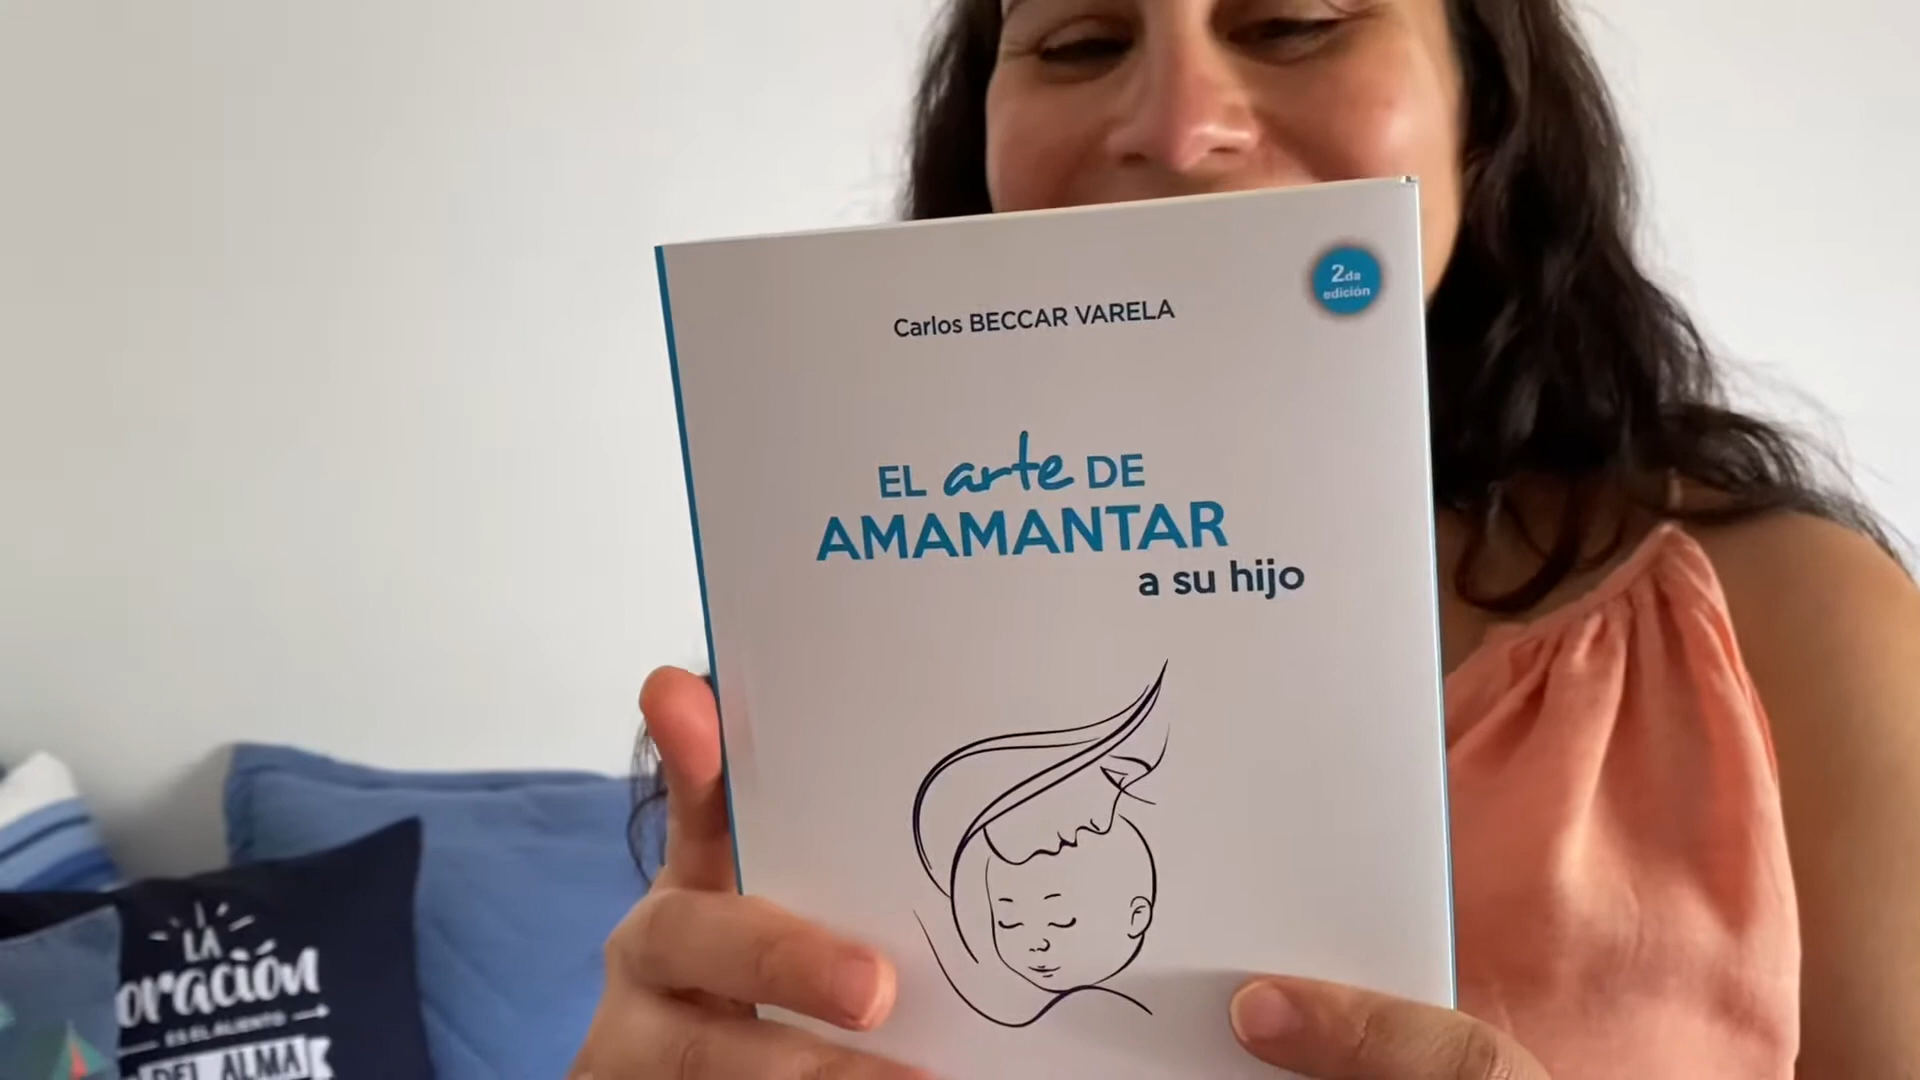 2da
edición
Carlos BECCAR VARELA
EL arte DE
AMAMANTAR
a su hijo
LA
oración
ES EL ALIENTO
DEL ALMA